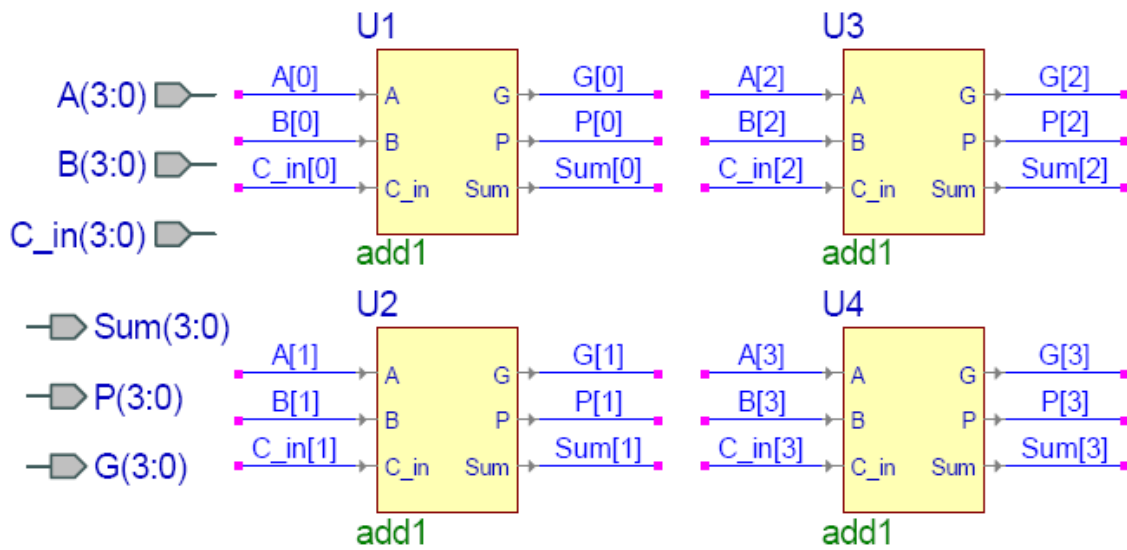 A(3:0)
B(3:0)
C_in(3:0)
Sum(3:0)
P(3:0)
G(3:0)
U1
A[0] A G G[0]
B[0] B P P[0]
C_in[0] C_in Sum Sum[0]
add1
U3
A[2] A G G[2]
B[2] B P P[2]
C_in[2] C_in Sum Sum[2]
add1
U2
A[1] A G G[1]
B[1] B P P[1]
C_in[1] C_in Sum Sum[1]
add1
U4
A[3] A G G[3]
B[3] B P P[3]
C_in[3] C_in Sum Sum[3]
add1